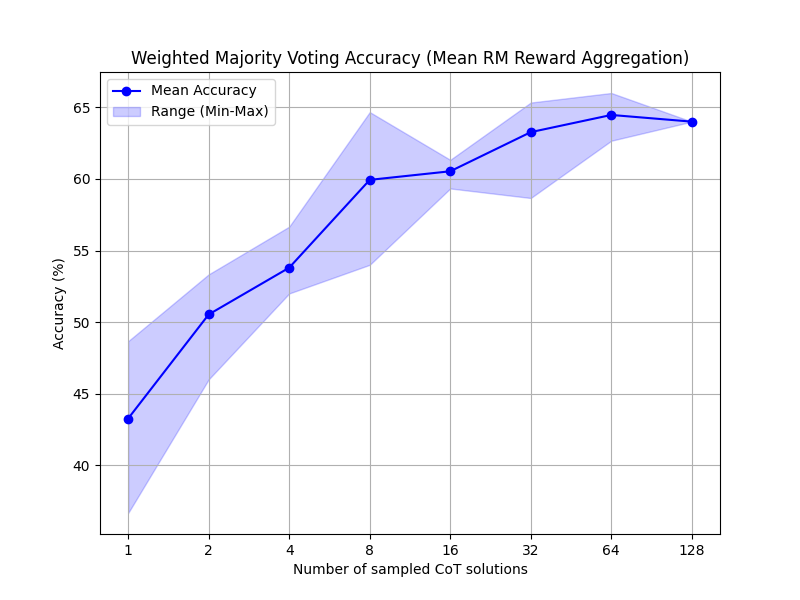 Weighted Majority Voting Accuracy (Mean RM Reward Aggregation)
Mean Accuracy
Range (Min-Max)
65
60
55
50
45
40
Accuracy (%)
1 2 4 8 16 32 64 128
Number of sampled CoT solutions